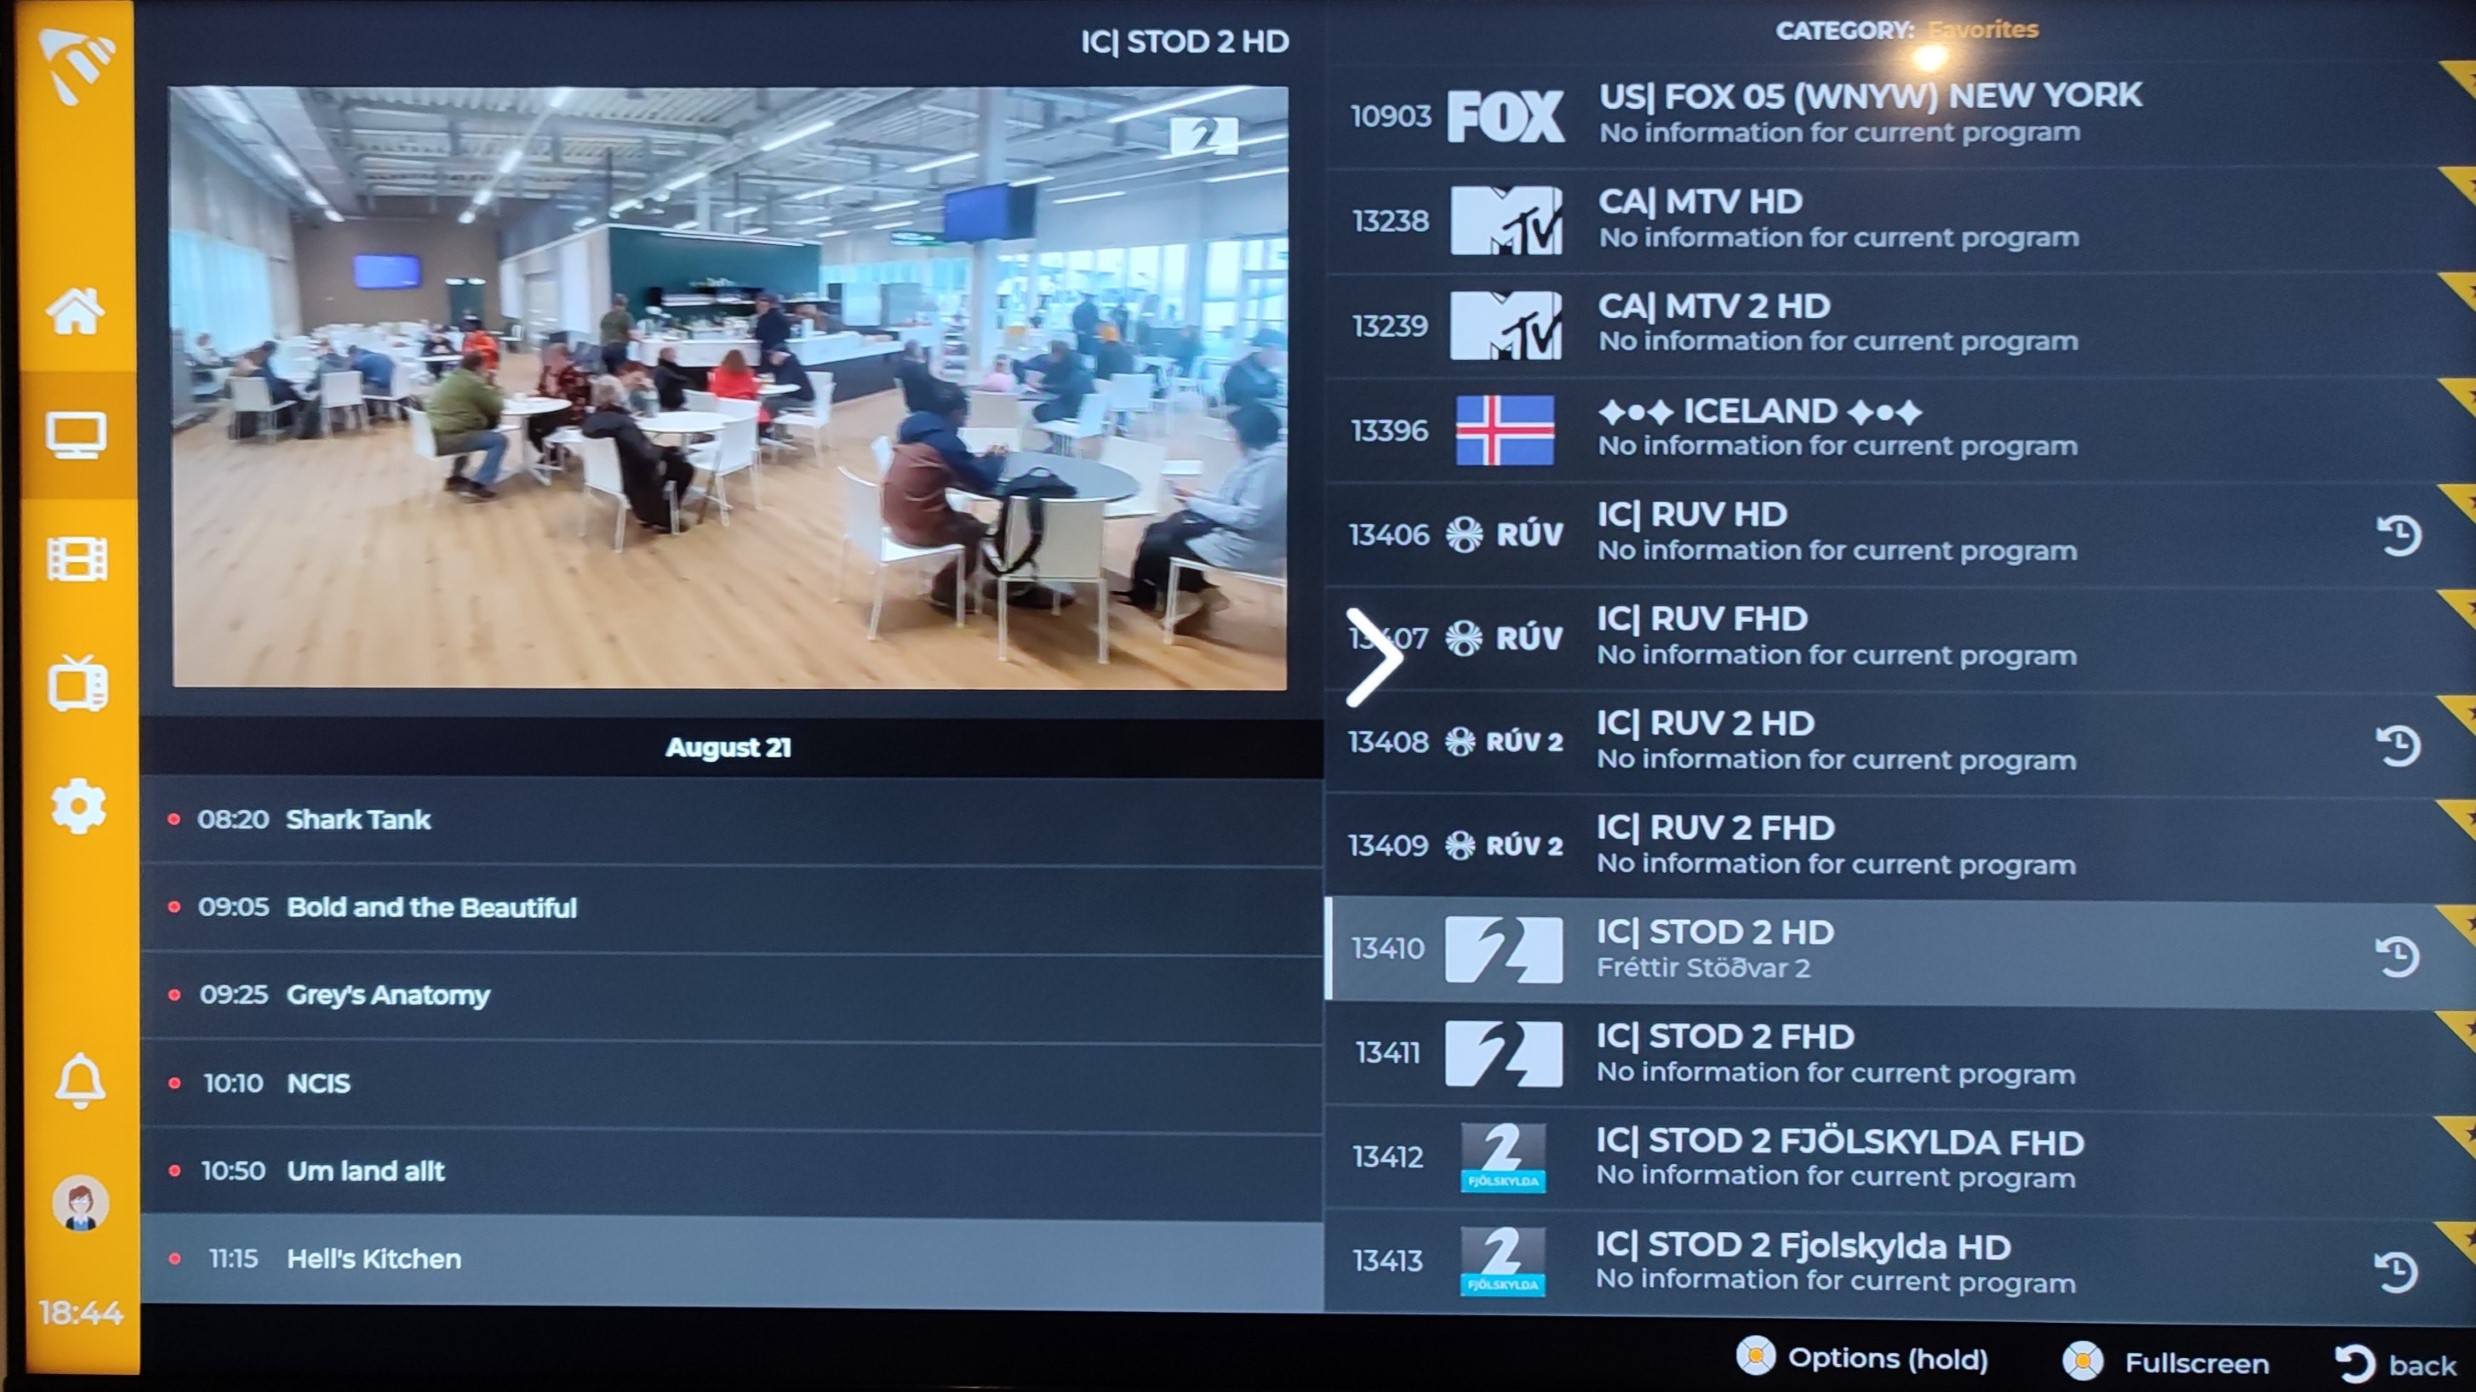 IC| STOD 2 HD
CATEGORY: Favorites
10903 FOX US| FOX 05 (WNYW) NEW YORK
No information for current program
13238 MTV CA| MTV HD
No information for current program
13239 MTV CA| MTV 2 HD
No information for current program
13396 ✦●✦ ICELAND ✦●✦
No information for current program
13406 RÚV IC| RUV HD
No information for current program
13407 RÚV IC| RUV FHD
No information for current program
13408 RÚV 2 IC| RUV 2 HD
No information for current program
13409 RÚV 2 IC| RUV 2 FHD
No information for current program
13410 2 IC| STOD 2 HD
Fréttir Stöðvar 2
13411 2 IC| STOD 2 FHD
No information for current program
13412 2 FJÖLSKYLDA IC| STOD 2 FJÖLSKYLDA FHD
No information for current program
13413 2 FJÖLSKYLDA IC| STOD 2 Fjolskylda HD
No information for current program
2
August 21
08:20 Shark Tank
09:05 Bold and the Beautiful
09:25 Grey's Anatomy
10:10 NCIS
10:50 Um land allt
11:15 Hell's Kitchen
18:44
Options (hold) Fullscreen back